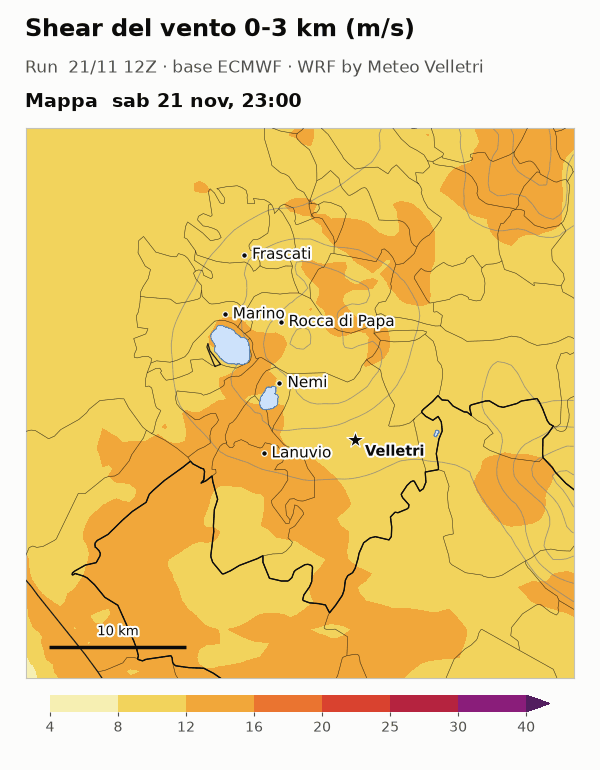 Shear del vento 0-3 km (m/s)
Run  21/11 12Z · base ECMWF · WRF by Meteo Velletri
Mappa  sab 21 nov, 23:00
Frascati
Marino
Rocca di Papa
Nemi
Velletri
Lanuvio
10 km
4 8 12 16 20 25 30 40